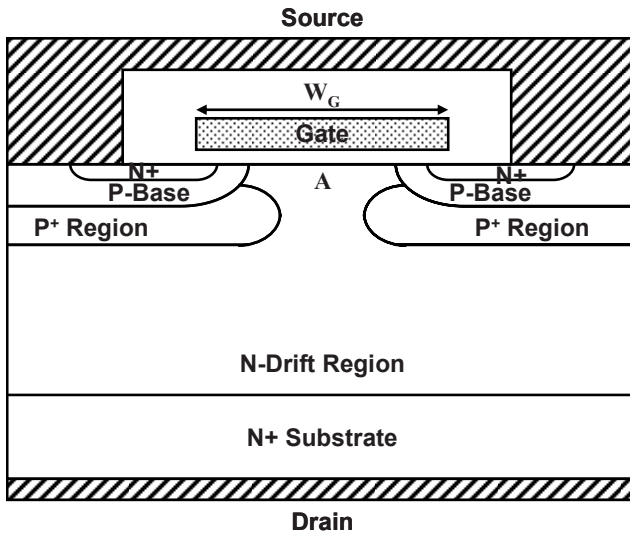 Source
W_G
Gate
N+ N+
A
P-Base P-Base
P⁺ Region P⁺ Region
N-Drift Region
N+ Substrate
Drain